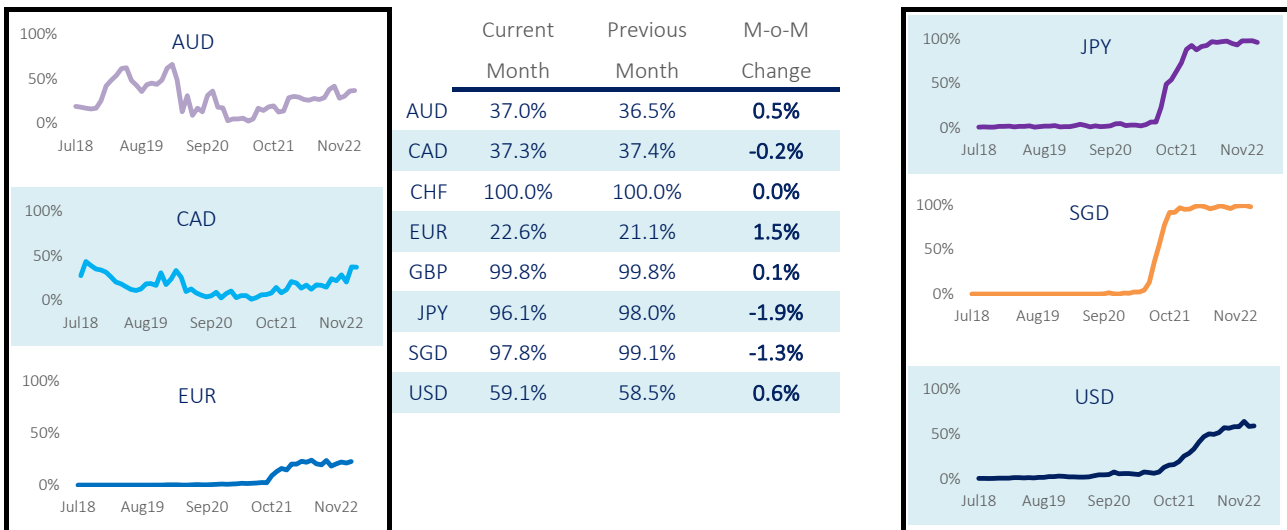 AUD
100%
50%
0%
Jul18 Aug19 Sep20 Oct21 Nov22
CAD
100%
50%
0%
Jul18 Aug19 Sep20 Oct21 Nov22
EUR
100%
50%
0%
Jul18 Aug19 Sep20 Oct21 Nov22
Current Previous M-o-M
Month Month Change
AUD 37.0% 36.5% 0.5%
CAD 37.3% 37.4% -0.2%
CHF 100.0% 100.0% 0.0%
EUR 22.6% 21.1% 1.5%
GBP 99.8% 99.8% 0.1%
JPY 96.1% 98.0% -1.9%
SGD 97.8% 99.1% -1.3%
USD 59.1% 58.5% 0.6%
JPY
100%
50%
0%
Jul18 Aug19 Sep20 Oct21 Nov22
SGD
100%
50%
0%
Jul18 Aug19 Sep20 Oct21 Nov22
USD
100%
50%
0%
Jul18 Aug19 Sep20 Oct21 Nov22